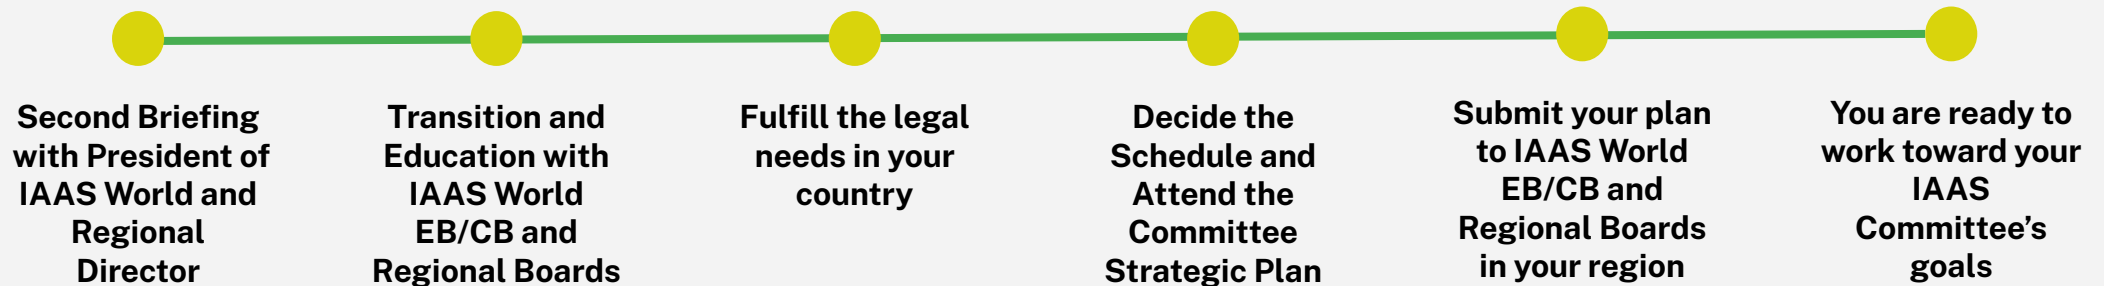 Second Briefing
with President of
IAAS World and
Regional
Director
Transition and
Education with
IAAS World
EB/CB and
Regional Boards
Fulfill the legal
needs in your
country
Decide the
Schedule and
Attend the
Committee
Strategic Plan
Submit your plan
to IAAS World
EB/CB and
Regional Boards
in your region
You are ready to
work toward your
IAAS
Committee’s
goals